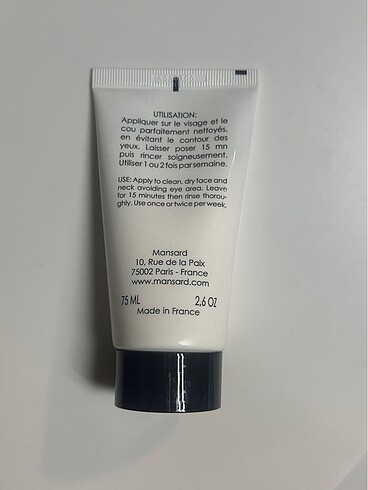 UTILISATION:
Appliquer sur le visage et le
cou parfaitement nettoyés,
en évitant le contour des
yeux. Laisser poser 15 mn
puis rincer soigneusement.
Utiliser 1 ou 2 fois par semaine.
USE: Apply to clean, dry face and
neck avoiding eye area. Leave
for 15 minutes then rinse thorou-
ghly. Use once or twice per week.
Mansard
10, Rue de la Paix
75002 Paris - France
www.mansard.com
75 ML 2,6 OZ
Made in France